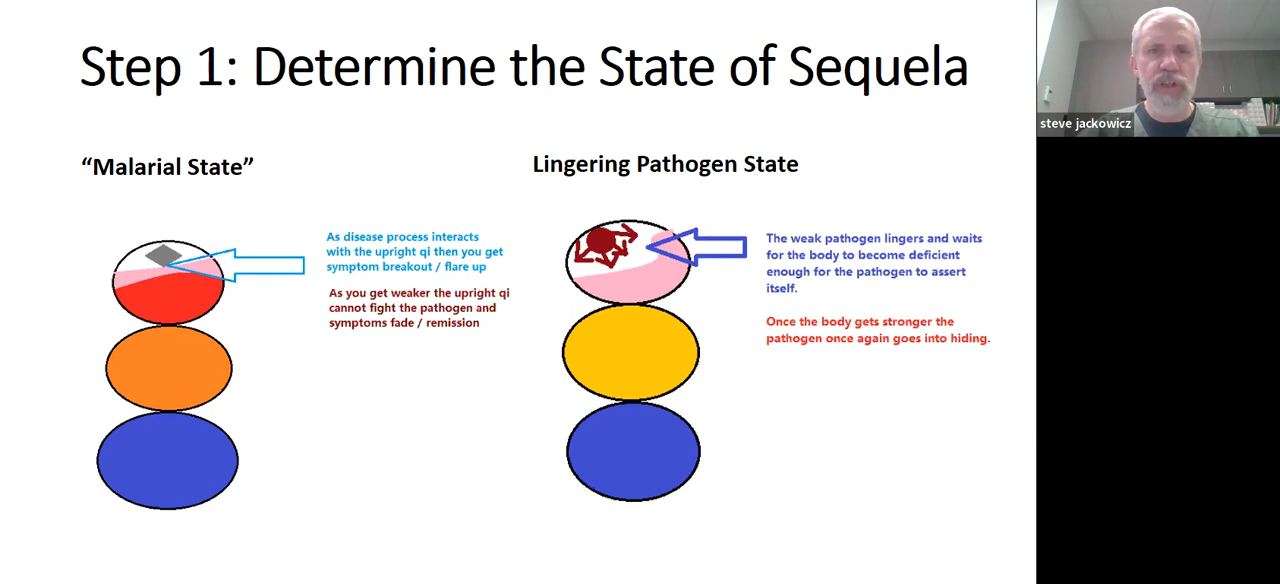 Step 1: Determine the State of Sequela
“Malarial State”
As disease process interacts
with the upright qi then you get
symptom breakout / flare up
As you get weaker the upright qi
cannot fight the pathogen and
symptoms fade / remission
Lingering Pathogen State
The weak pathogen lingers and waits
for the body to become deficient
enough for the pathogen to assert
itself.
Once the body gets stronger the
pathogen once again goes into hiding.
steve jackowicz